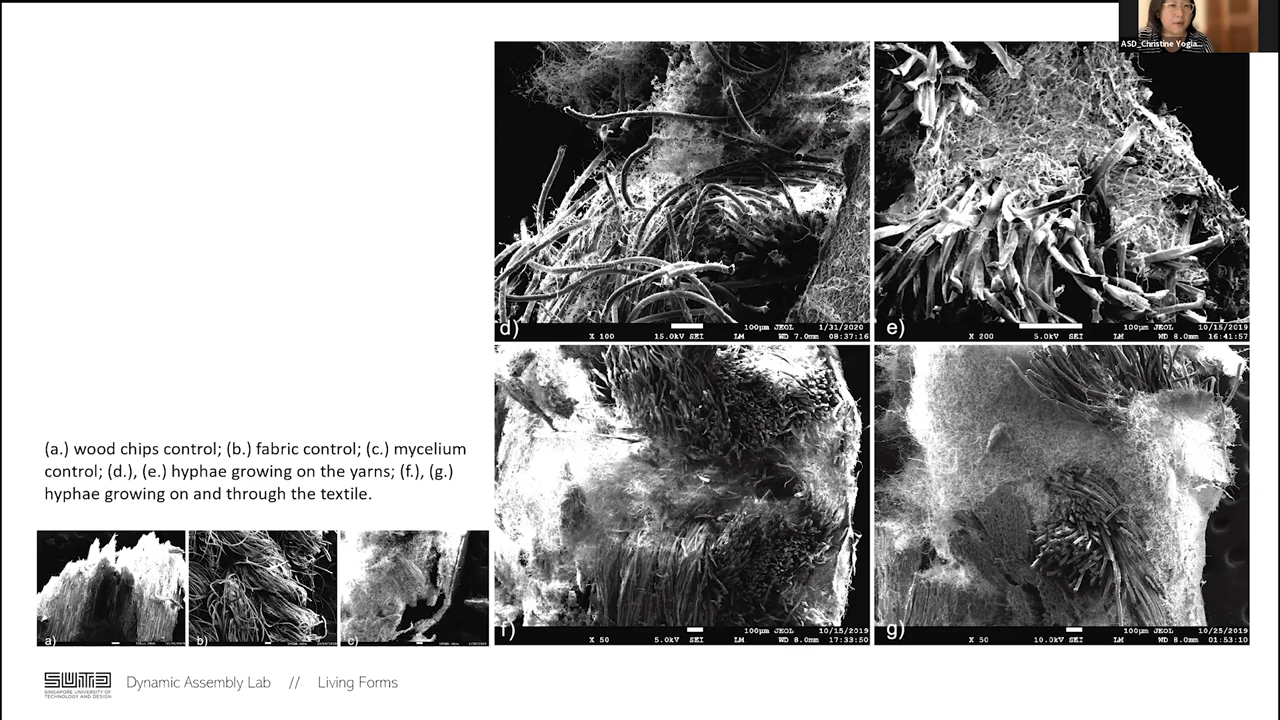 ASD_Christine Yogia...
d)
100μm JEOL 1/31/2020
X 100 15.0kV SEI LM WD 7.0mm 08:37:16
e)
100μm JEOL 10/15/2019
X 200 5.0kV SEI LM WD 8.0mm 16:41:57
(a.) wood chips control; (b.) fabric control; (c.) mycelium
control; (d.), (e.) hyphae growing on the yarns; (f.), (g.)
hyphae growing on and through the textile.
a)
b)
c)
f)
100μm JEOL 10/15/2019
X 50 5.0kV SEI LM WD 8.0mm 17:33:50
g)
100μm JEOL 10/25/2019
X 50 10.0kV SEI LM WD 8.0mm 01:53:10
SUTD
SINGAPORE UNIVERSITY OF
TECHNOLOGY AND DESIGN
Dynamic Assembly Lab // Living Forms